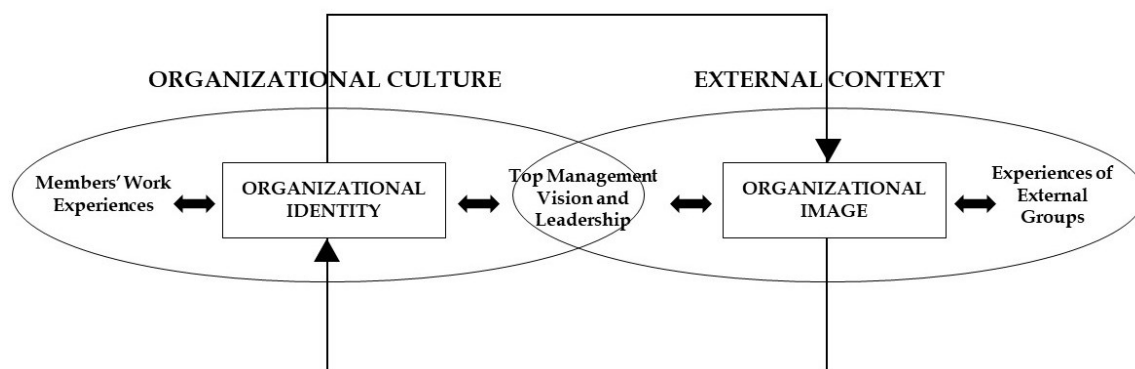 ORGANIZATIONAL CULTURE
EXTERNAL CONTEXT
Members' Work
Experiences
ORGANIZATIONAL
IDENTITY
Top Management
Vision and
Leadership
ORGANIZATIONAL
IMAGE
Experiences of
External
Groups